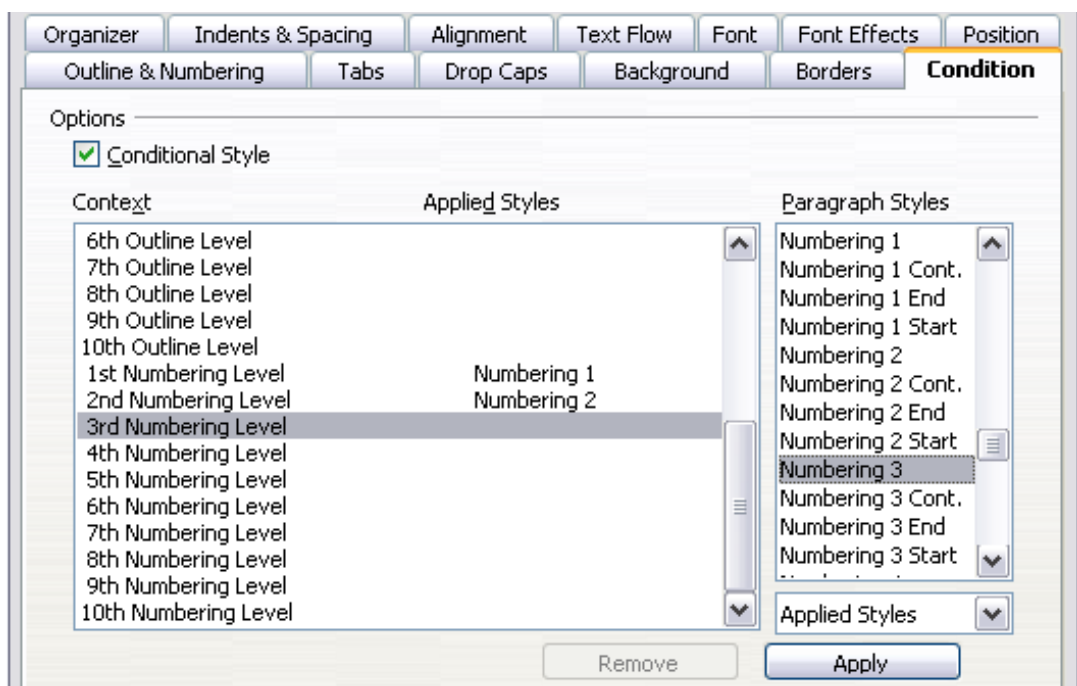 Organizer Indents & Spacing Alignment Text Flow Font Font Effects Position
Outline & Numbering Tabs Drop Caps Background Borders Condition
Options
Conditional Style
Context Applied Styles Paragraph Styles
6th Outline Level
7th Outline Level
8th Outline Level
9th Outline Level
10th Outline Level
1st Numbering Level Numbering 1
2nd Numbering Level Numbering 2
3rd Numbering Level
4th Numbering Level
5th Numbering Level
6th Numbering Level
7th Numbering Level
8th Numbering Level
9th Numbering Level
10th Numbering Level
Numbering 1
Numbering 1 Cont.
Numbering 1 End
Numbering 1 Start
Numbering 2
Numbering 2 Cont.
Numbering 2 End
Numbering 2 Start
Numbering 3
Numbering 3 Cont.
Numbering 3 End
Numbering 3 Start
Applied Styles
Remove Apply